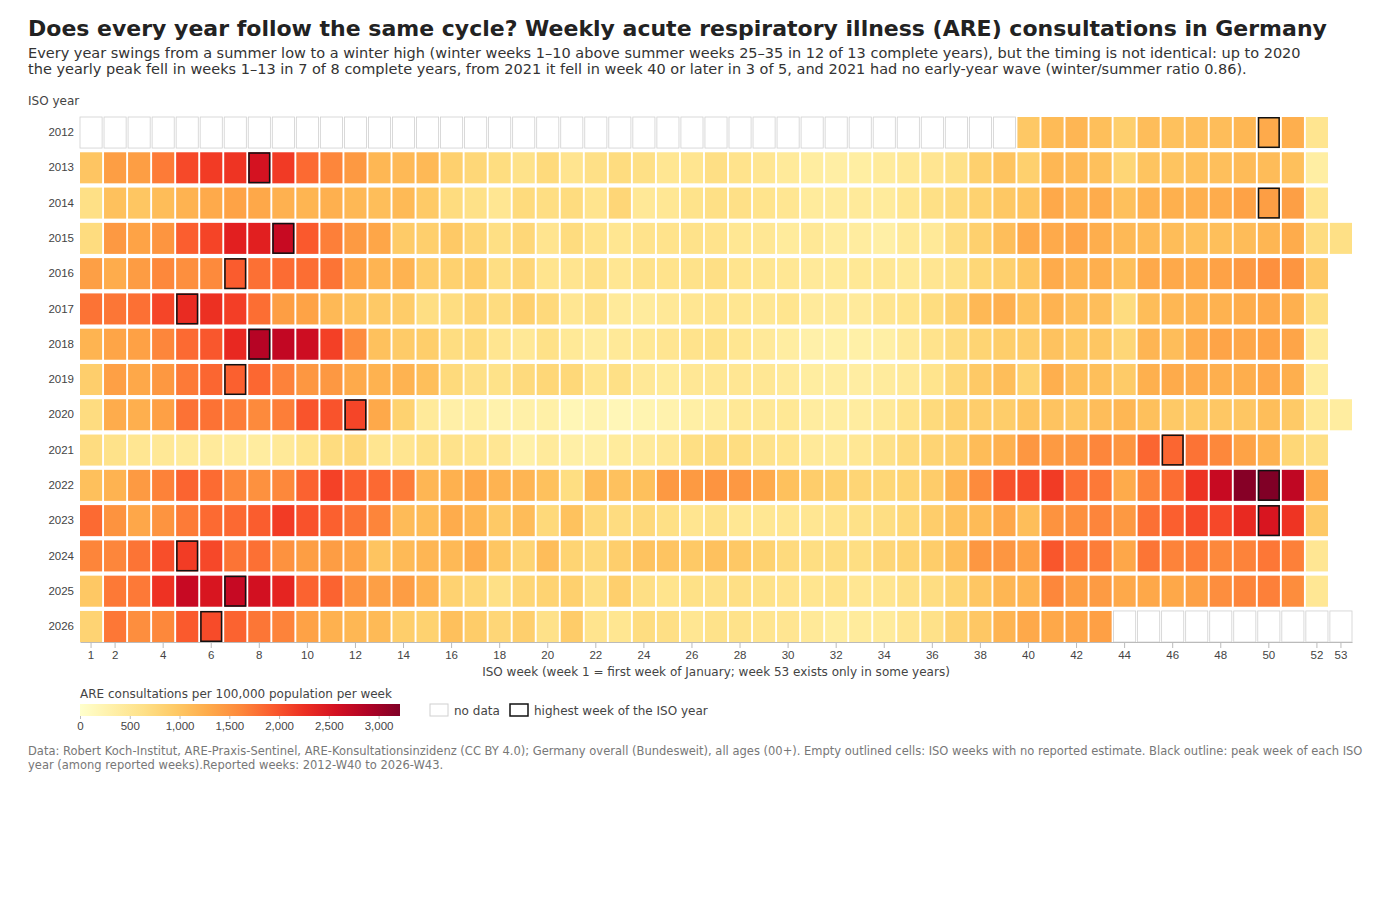 Does every year follow the same cycle? Weekly acute respiratory illness (ARE) consultations in Germany
Every year swings from a summer low to a winter high (winter weeks 1–10 above summer weeks 25–35 in 12 of 13 complete years), but the timing is not identical: up to 2020
the yearly peak fell in weeks 1–13 in 7 of 8 complete years, from 2021 it fell in week 40 or later in 3 of 5, and 2021 had no early-year wave (winter/summer ratio 0.86).
ISO year
2012
2013
2014
2015
2016
2017
2018
2019
2020
2021
2022
2023
2024
2025
2026
1 2 4 6 8 10 12 14 16 18 20 22 24 26 28 30 32 34 36 38 40 42 44 46 48 50 52 53
ISO week (week 1 = first week of January; week 53 exists only in some years)
ARE consultations per 100,000 population per week
no data highest week of the ISO year
0 500 1,000 1,500 2,000 2,500 3,000
Data: Robert Koch-Institut, ARE-Praxis-Sentinel, ARE-Konsultationsinzidenz (CC BY 4.0); Germany overall (Bundesweit), all ages (00+). Empty outlined cells: ISO weeks with no reported estimate. Black outline: peak week of each ISO
year (among reported weeks).Reported weeks: 2012-W40 to 2026-W43.